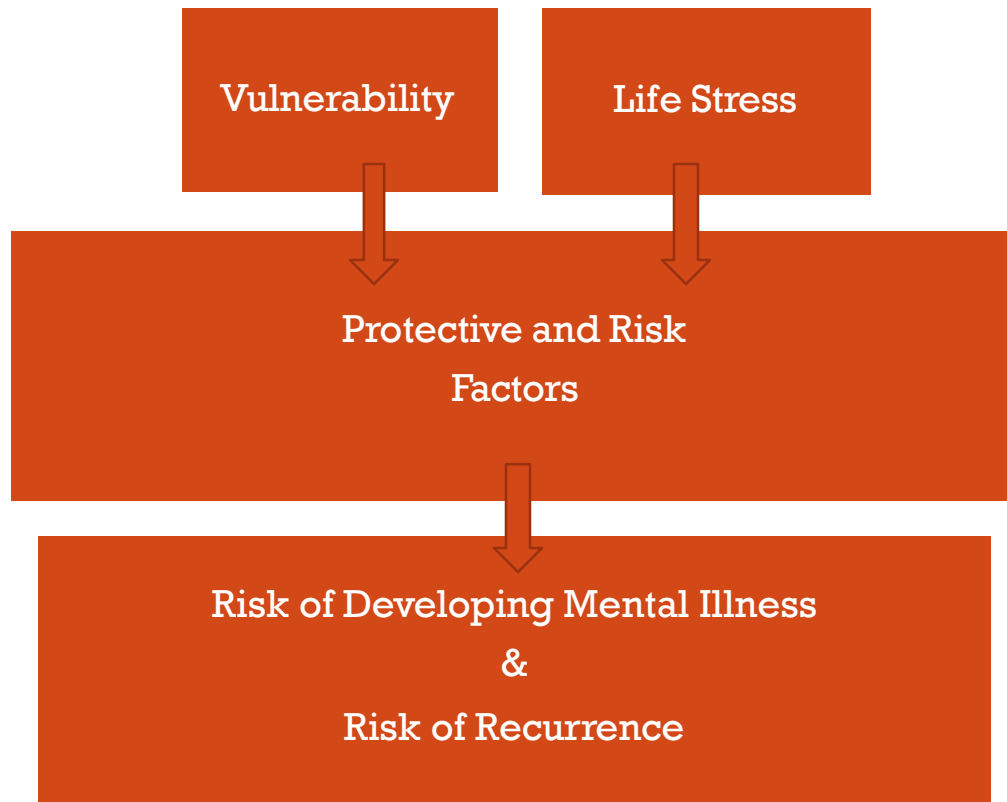 Vulnerability
Life Stress
Protective and Risk
Factors
Risk of Developing Mental Illness
&
Risk of Recurrence